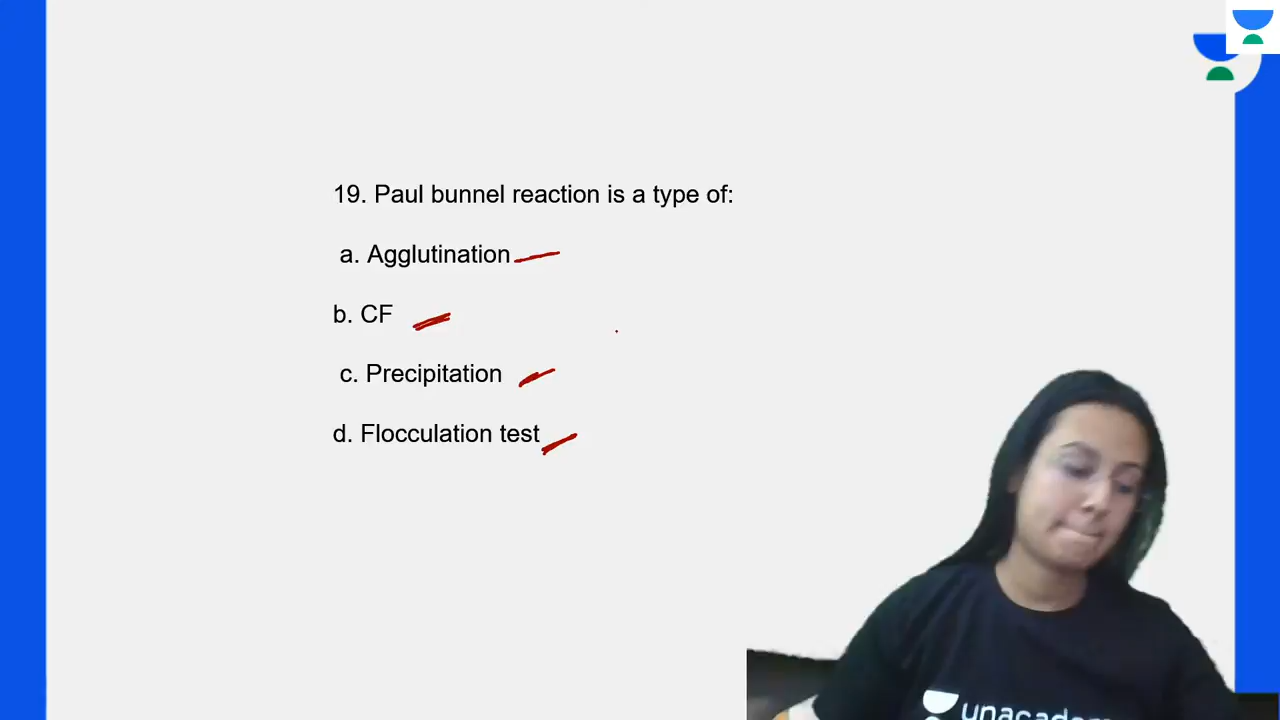 19. Paul bunnel reaction is a type of:
a. Agglutination
b. CF
c. Precipitation
d. Flocculation test